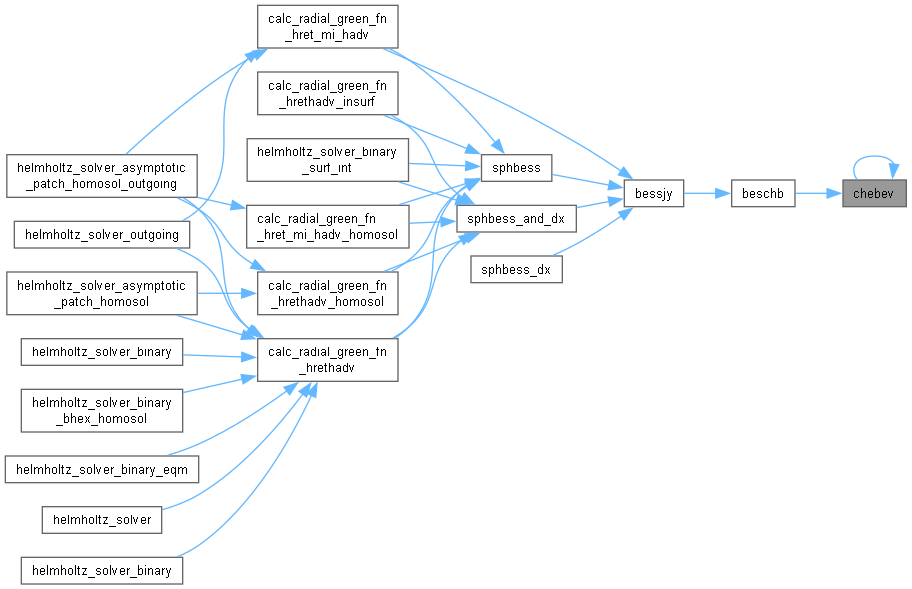 calc_radial_green_fn
_hret_mi_hadv
calc_radial_green_fn
_hrethadv_insurf
helmholtz_solver_binary
_surf_int
helmholtz_solver_asymptotic
_patch_homosol_outgoing
sphbess
bessjy
beschb
chebev
calc_radial_green_fn
_hret_mi_hadv_homosol
sphbess_and_dx
helmholtz_solver_outgoing
sphbess_dx
helmholtz_solver_asymptotic
_patch_homosol
calc_radial_green_fn
_hrethadv_homosol
helmholtz_solver_binary
calc_radial_green_fn
_hrethadv
helmholtz_solver_binary
_bhex_homosol
helmholtz_solver_binary_eqm
helmholtz_solver
helmholtz_solver_binary